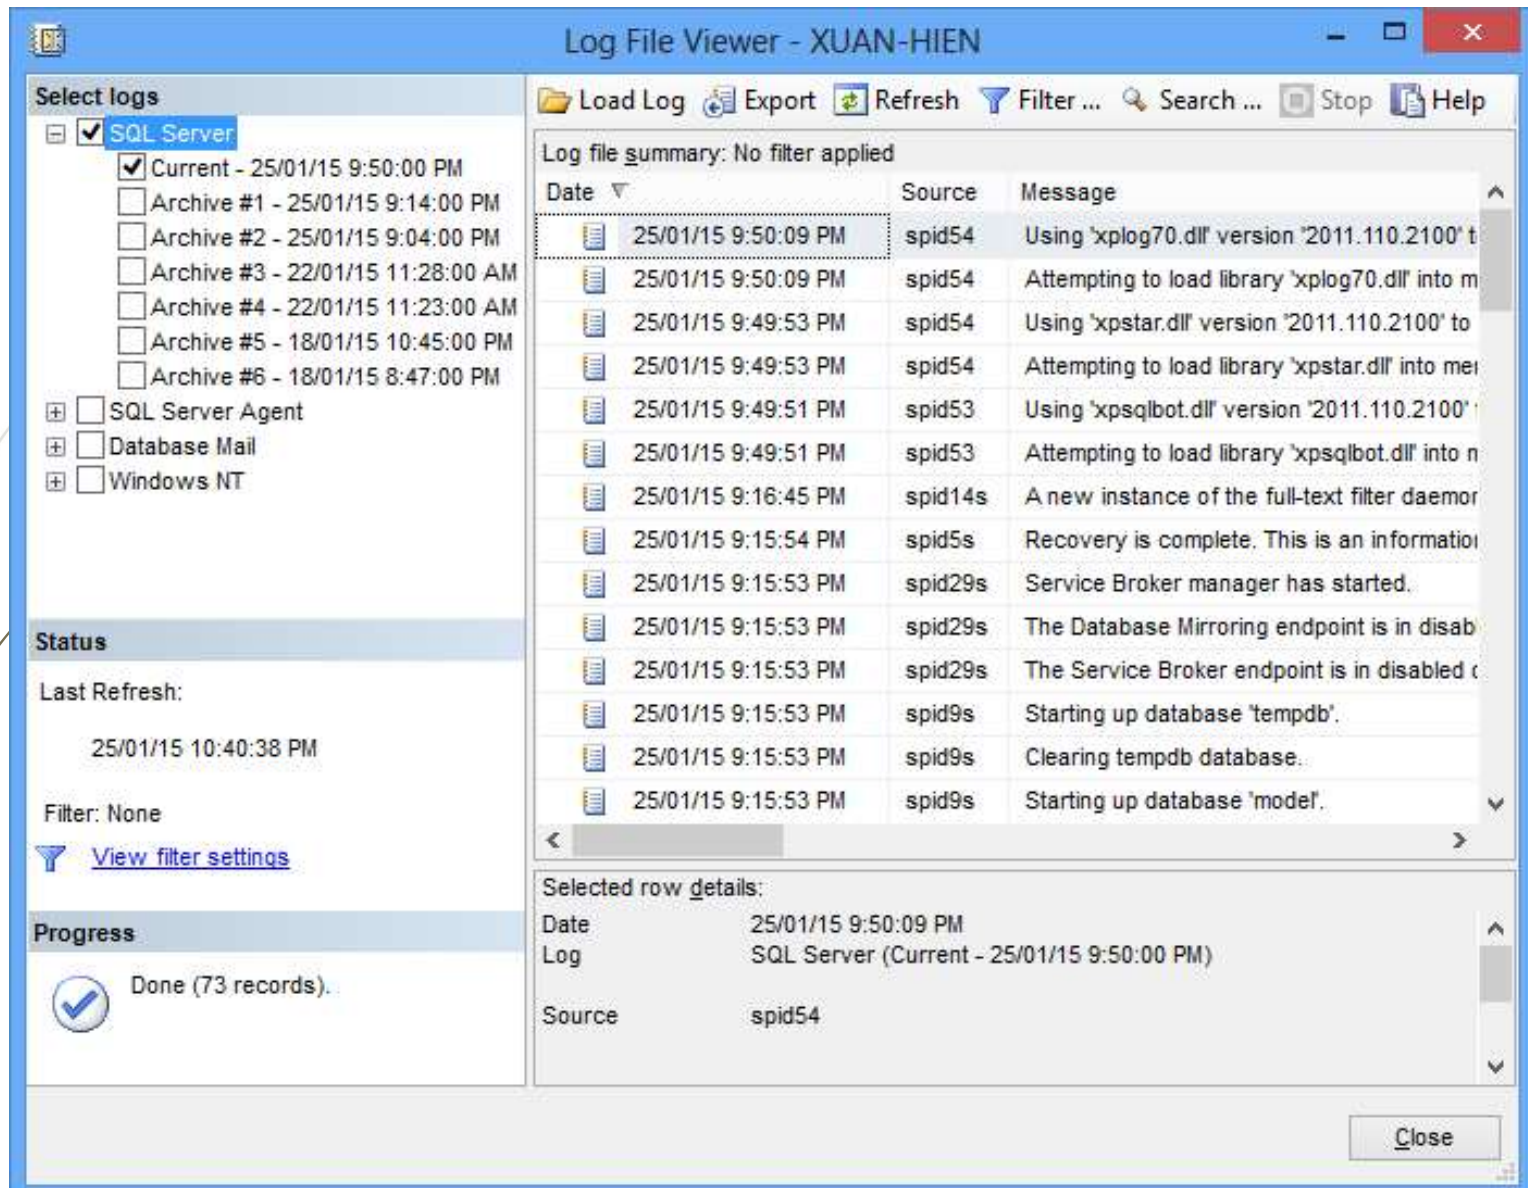 Log File Viewer - XUAN-HIEN
Select logs
SQL Server
Current - 25/01/15 9:50:00 PM
Archive #1 - 25/01/15 9:14:00 PM
Archive #2 - 25/01/15 9:04:00 PM
Archive #3 - 22/01/15 11:28:00 AM
Archive #4 - 22/01/15 11:23:00 AM
Archive #5 - 18/01/15 10:45:00 PM
Archive #6 - 18/01/15 8:47:00 PM
SQL Server Agent
Database Mail
Windows NT
Status
Last Refresh:
25/01/15 10:40:38 PM
Filter: None
View filter settings
Progress
Done (73 records).
Load Log Export Refresh Filter ... Search ... Stop Help
Log file summary: No filter applied
Date Source Message
25/01/15 9:50:09 PM spid54 Using 'xplog70.dll' version '2011.110.2100' t
25/01/15 9:50:09 PM spid54 Attempting to load library 'xplog70.dll' into m
25/01/15 9:49:53 PM spid54 Using 'xpstar.dll' version '2011.110.2100' to
25/01/15 9:49:53 PM spid54 Attempting to load library 'xpstar.dll' into me
25/01/15 9:49:51 PM spid53 Using 'xpsqlbot.dll' version '2011.110.2100'
25/01/15 9:49:51 PM spid53 Attempting to load library 'xpsqlbot.dll' into
25/01/15 9:16:45 PM spid14s A new instance of the full-text filter daemon
25/01/15 9:15:54 PM spid5s Recovery is complete. This is an information
25/01/15 9:15:53 PM spid29s Service Broker manager has started.
25/01/15 9:15:53 PM spid29s The Database Mirroring endpoint is in disab
25/01/15 9:15:53 PM spid29s The Service Broker endpoint is in disabled
25/01/15 9:15:53 PM spid9s Starting up database 'tempdb'.
25/01/15 9:15:53 PM spid9s Clearing tempdb database.
25/01/15 9:15:53 PM spid9s Starting up database 'model'.
Selected row details:
Date 25/01/15 9:50:09 PM
Log SQL Server (Current - 25/01/15 9:50:00 PM)
Source spid54
Close